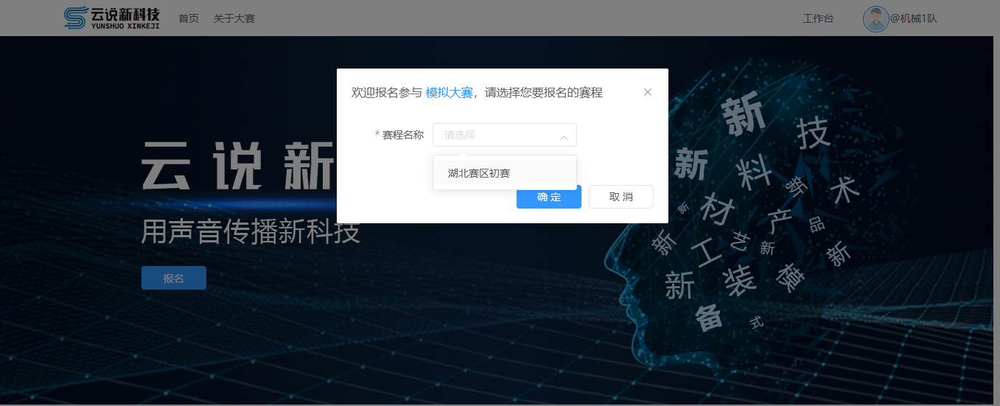 云说新科技
YUNSHUO XINKEJI
首页
关于大赛
工作台
@机械1队
欢迎报名参与 模拟大赛，请选择您要报名的赛程
* 赛程名称
请选择
湖北赛区初赛
确 定
取 消
云说新
用声音传播新科技
报名
新
技
新
料
新
术
新
材
产
品
新
工
艺
新
新
新
装
模
备
式